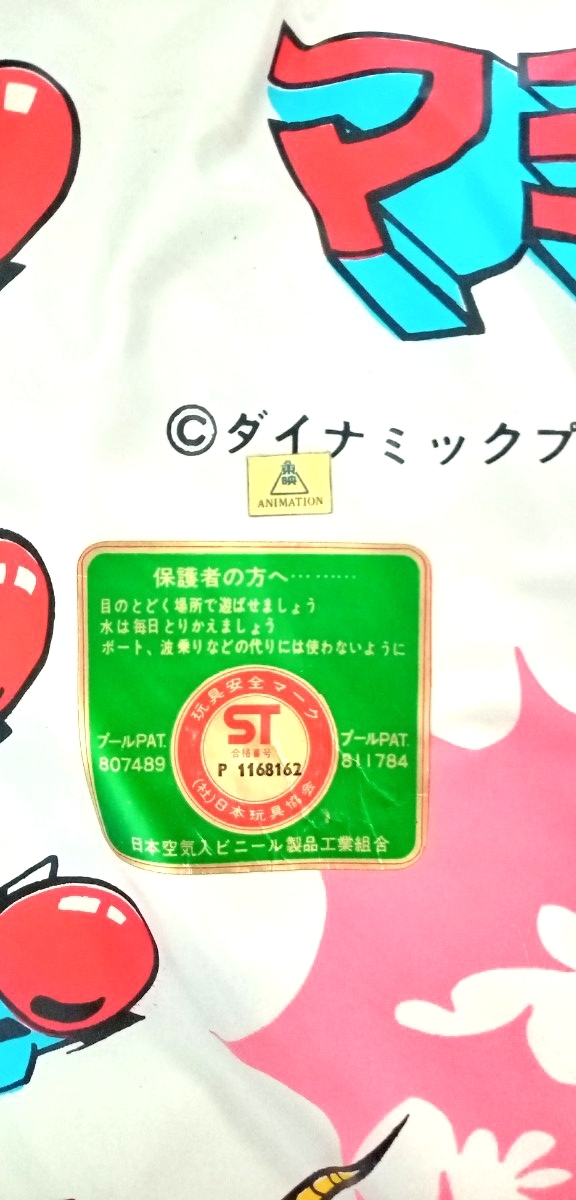 マ
©ダイナミックプ
東映
ANIMATION
保護者の方へ………
目のとどく場所で遊ばせましょう
水は毎日とりかえましょう
ボート、波乗りなどの代りには使わないように
玩具安全マーク
ST
合格番号
P 1168162
(社)日本玩具協会
プールPAT.
807489
プールPAT.
811784
日本空気入ビニール製品工業組合